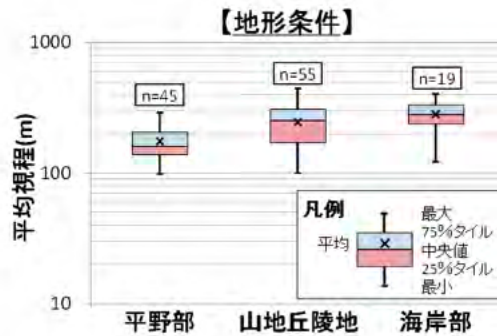 【地形条件】
1000
100
10
平均視程(m)
n=45
n=55
n=19
凡例
平均
最大
75%タイル
中央値
25%タイル
最小
平野部
山地丘陵地
海岸部